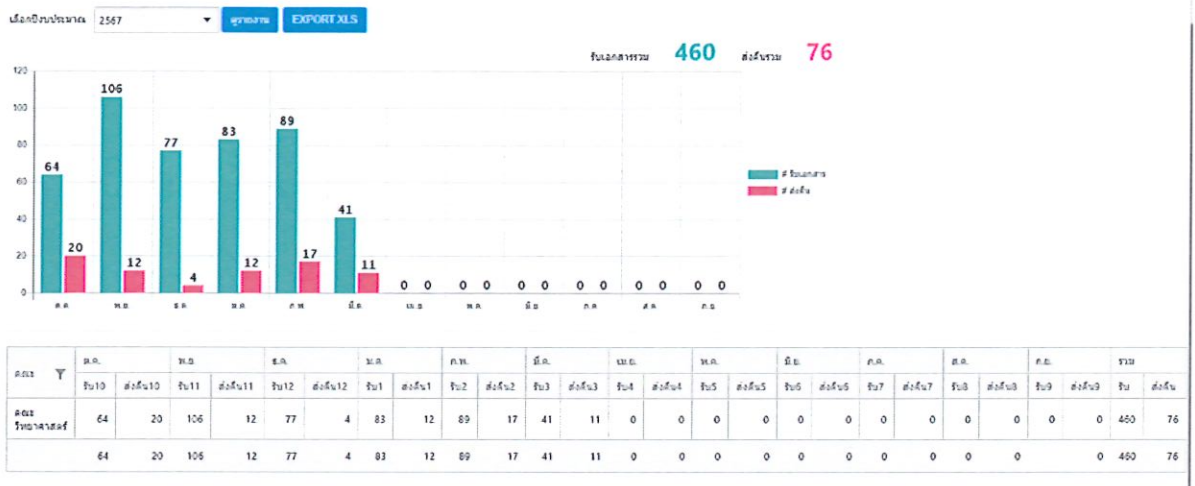 เลือกปีงบประมาณ 2567 ดูรายงาน EXPORT XLS
รับเอกสารรวม 460 ส่งคืนรวม 76
120
100
80
60
40
20
0
64 20 106 12 77 4 83 12 89 17 41 11 0 0 0 0 0 0 0 0 0 0 0 0
ต.ค. พ.ย. ธ.ค. ม.ค. ก.พ. มี.ค. เม.ย. พ.ค. มิ.ย. ก.ค. ส.ค. ก.ย.
# รับเอกสาร
# ส่งคืน
คณะ ต.ค. พ.ย. ธ.ค. ม.ค. ก.พ. มี.ค. เม.ย. พ.ค. มิ.ย. ก.ค. ส.ค. ก.ย. รวม
รับ10 ส่งคืน10 รับ11 ส่งคืน11 รับ12 ส่งคืน12 รับ1 ส่งคืน1 รับ2 ส่งคืน2 รับ3 ส่งคืน3 รับ4 ส่งคืน4 รับ5 ส่งคืน5 รับ6 ส่งคืน6 รับ7 ส่งคืน7 รับ8 ส่งคืน8 รับ9 ส่งคืน9 รับ ส่งคืน
คณะ
วิทยาศาสตร์ 64 20 106 12 77 4 83 12 89 17 41 11 0 0 0 0 0 0 0 0 0 0 0 0 460 76
64 20 106 12 77 4 83 12 89 17 41 11 0 0 0 0 0 0 0 0 0 0 0 460 76